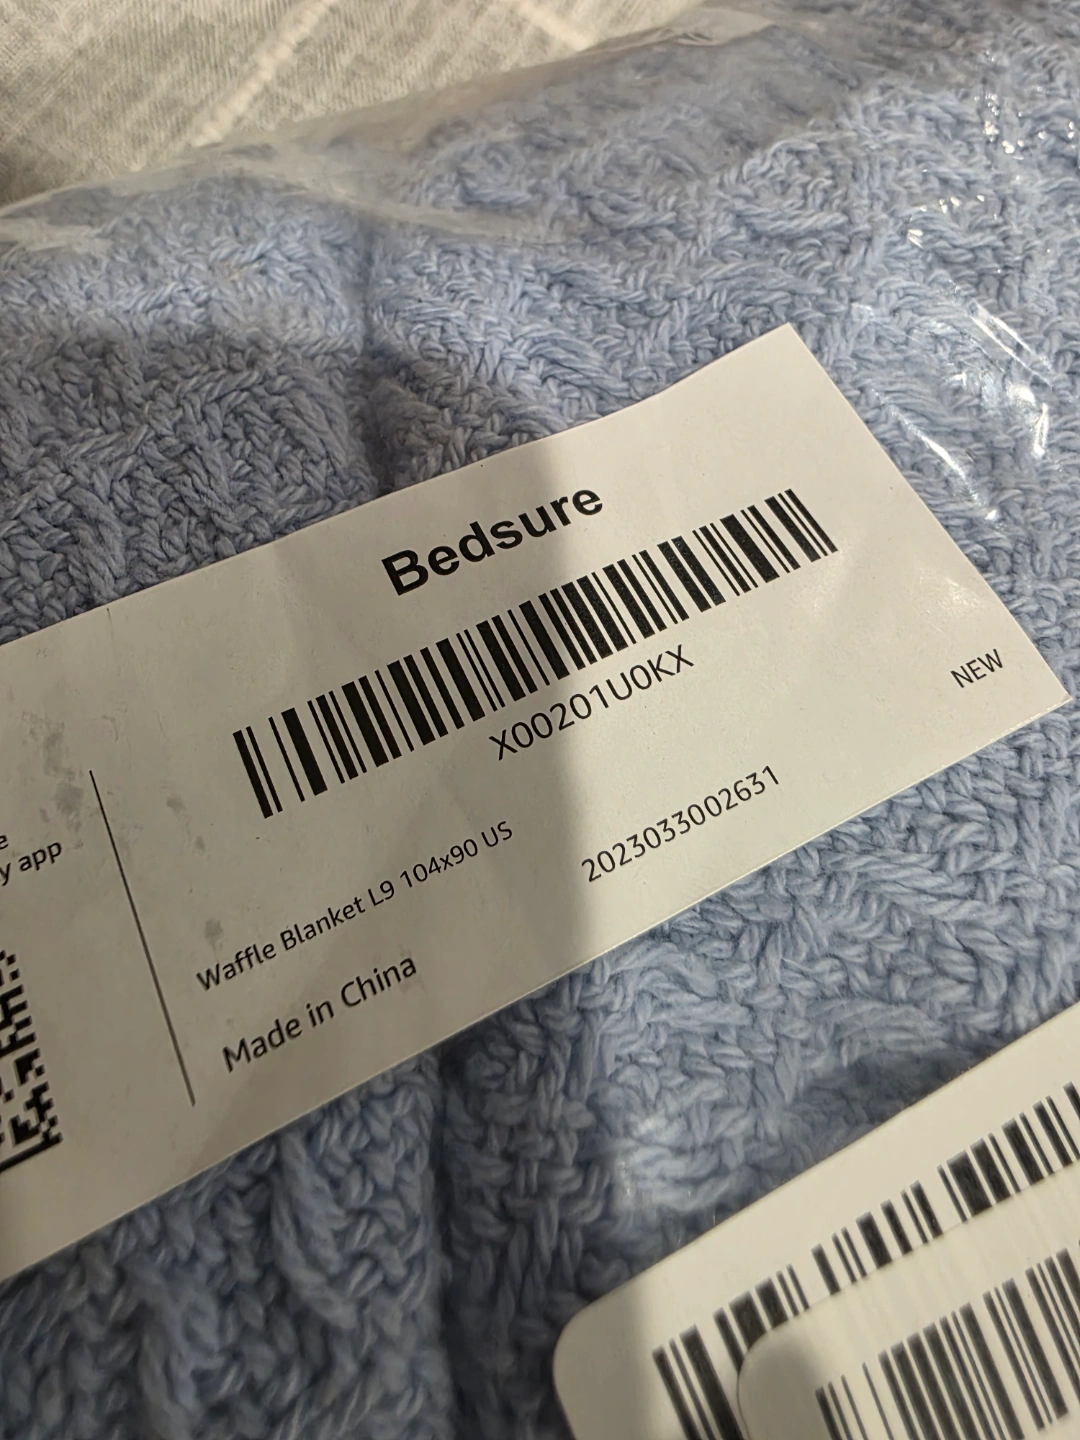 Bedsure
X00201U0KX
NEW
Waffle Blanket L9 104x90 US
2023033002631
Made in China
app